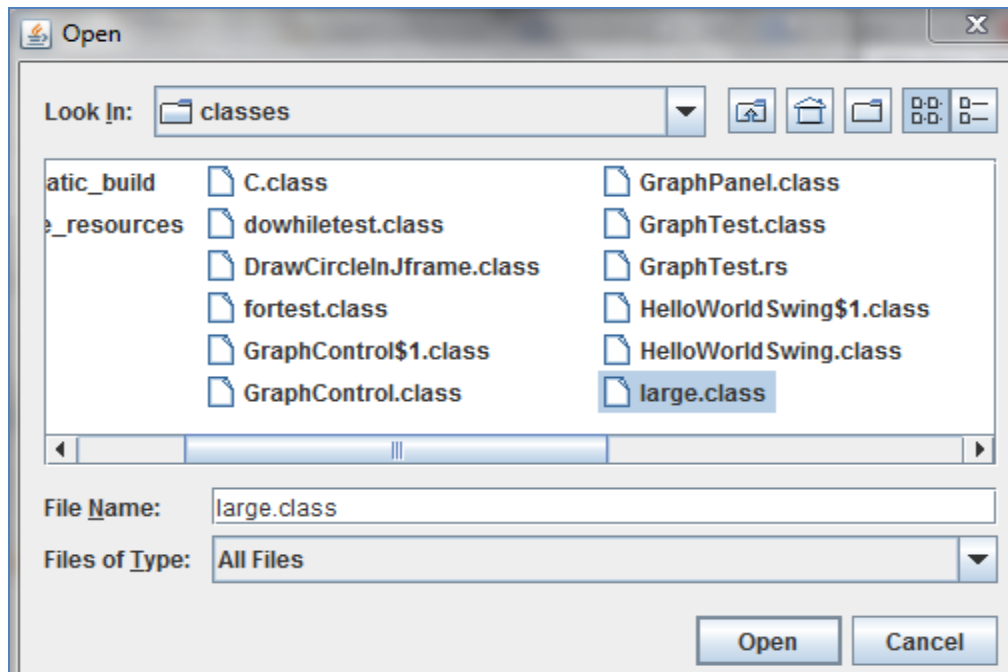 Open
Look In: classes
atic_build C.class GraphPanel.class
e_resources dowhiletest.class GraphTest.class
DrawCircleInJframe.class GraphTest.rs
fortest.class HelloWorldSwing$1.class
GraphControl$1.class HelloWorldSwing.class
GraphControl.class large.class
File Name: large.class
Files of Type: All Files
Open Cancel